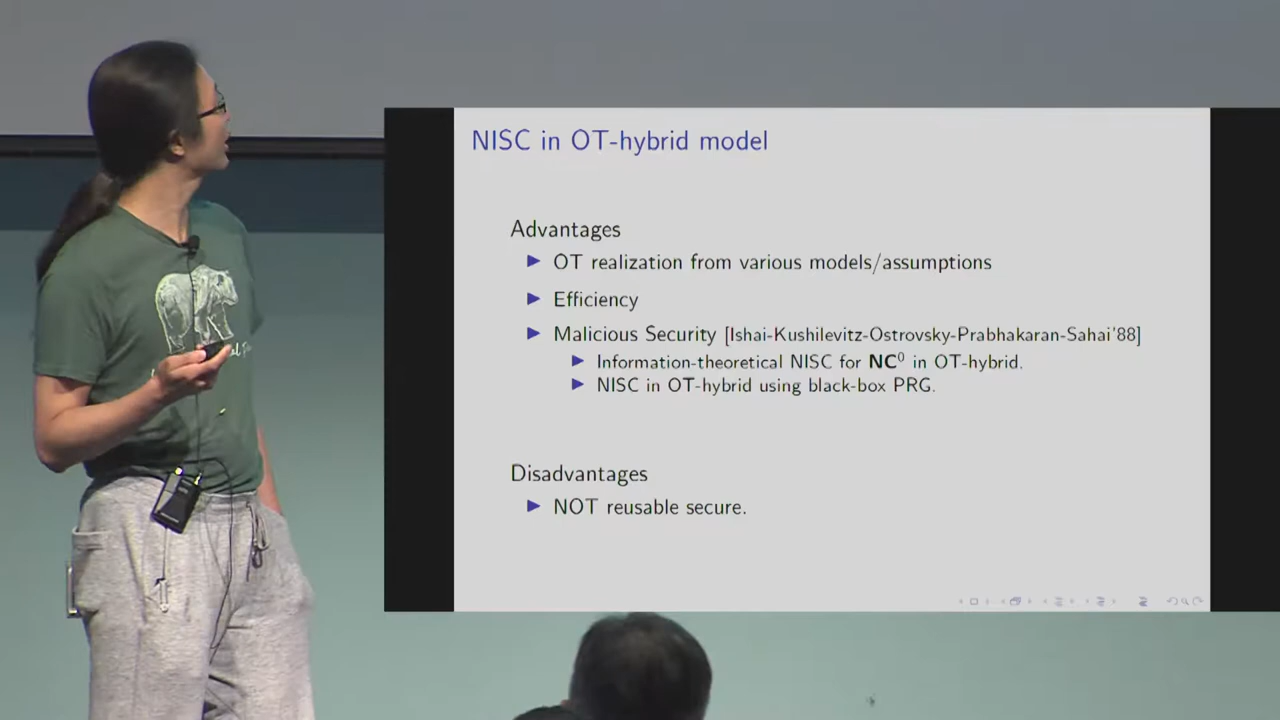 NISC in OT-hybrid model
Advantages
OT realization from various models/assumptions
Efficiency
Malicious Security [Ishai-Kushilevitz-Ostrovsky-Prabhakaran-Sahai'88]
Information-theoretical NISC for NC⁰ in OT-hybrid.
NISC in OT-hybrid using black-box PRG.
Disadvantages
NOT reusable secure.